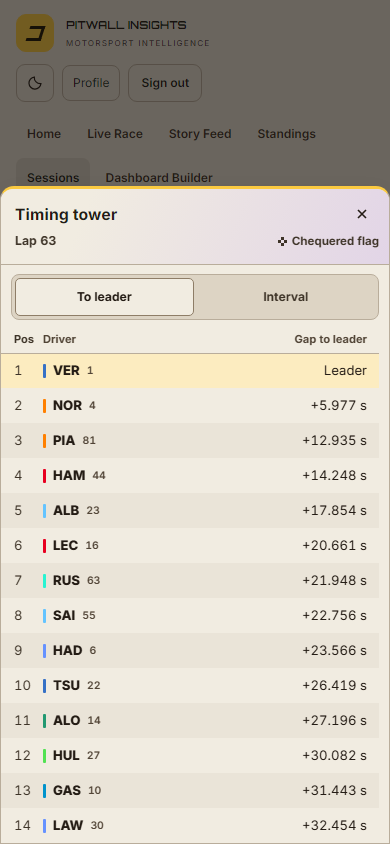 PITWALL INSIGHTS
MOTORSPORT INTELLIGENCE
Profile
Sign out
Home Live Race Story Feed Standings
Sessions Dashboard Builder
Timing tower
Lap 63 Chequered flag
To leader Interval
Pos Driver Gap to leader
1 VER 1 Leader
2 NOR 4 +5.977 s
3 PIA 81 +12.935 s
4 HAM 44 +14.248 s
5 ALB 23 +17.854 s
6 LEC 16 +20.661 s
7 RUS 63 +21.948 s
8 SAI 55 +22.756 s
9 HAD 6 +23.566 s
10 TSU 22 +26.419 s
11 ALO 14 +27.196 s
12 HUL 27 +30.082 s
13 GAS 10 +31.443 s
14 LAW 30 +32.454 s